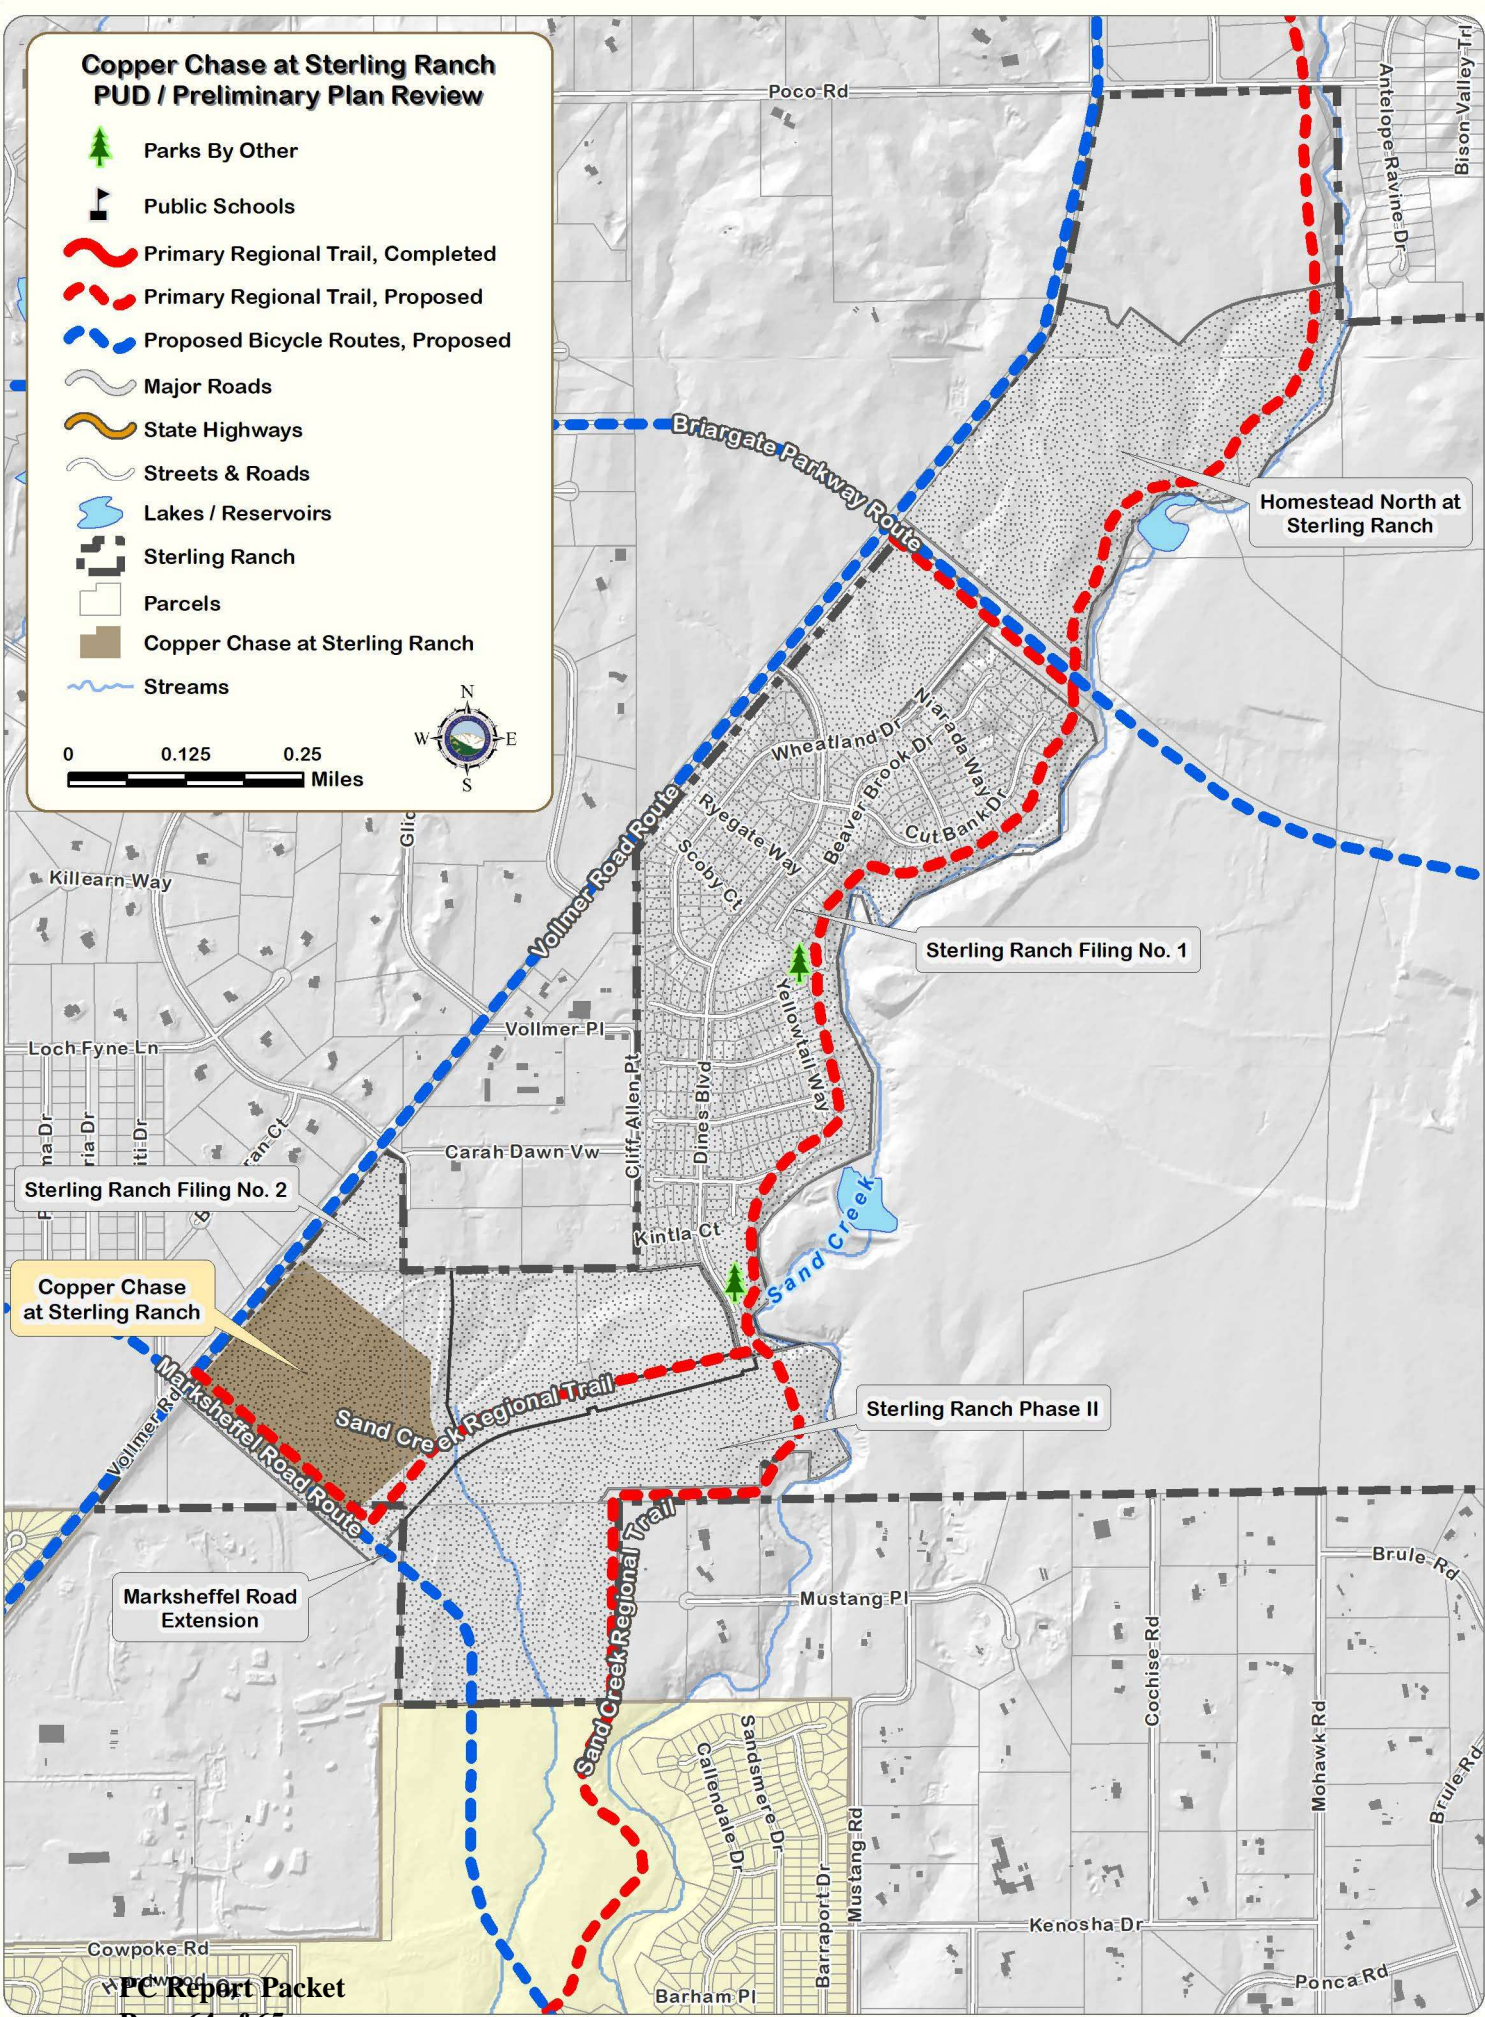 Copper Chase at Sterling Ranch
PUD / Preliminary Plan Review
Parks By Other
Public Schools
Primary Regional Trail, Completed
Primary Regional Trail, Proposed
Proposed Bicycle Routes, Proposed
Major Roads
State Highways
Streets & Roads
Lakes / Reservoirs
Sterling Ranch
Parcels
Copper Chase at Sterling Ranch
Streams
N
W
E
S
0 0.125 0.25
Miles
Poco Rd
Antelope Ravine Dr
Bison Valley Trl
Briargate Parkway Route
Homestead North at
Sterling Ranch
Wheatland Dr
Niarada Way
Beaver Brook Dr
Cut Bank Dr
Ryegate Way
Scoby Ct
Vollmer Road Route
Killearn Way
Sterling Ranch Filing No. 1
Yellowtail Way
Vollmer Pl
Loch Fyne Ln
Cliff Allen Pt
Dines Blvd
Carah Dawn Vw
ma Dr
ria Dr
iti Dr
ran Ct
Sterling Ranch Filing No. 2
Kintla Ct
Sand Creek
Copper Chase
at Sterling Ranch
Marksheffel Road Route
Vollmer Rd
Sand Creek Regional Trail
Sterling Ranch Phase II
Sand Creek Regional Trail
Marksheffel Road
Extension
Mustang Pl
Brule Rd
Cochise Rd
Mohawk Rd
Brule Rd
Sandsmere Dr
Callendale Dr
Barraport Dr
Mustang Rd
Kenosha Dr
Ponca Rd
Cowpoke Rd
Barham Pl
PC Report Packet